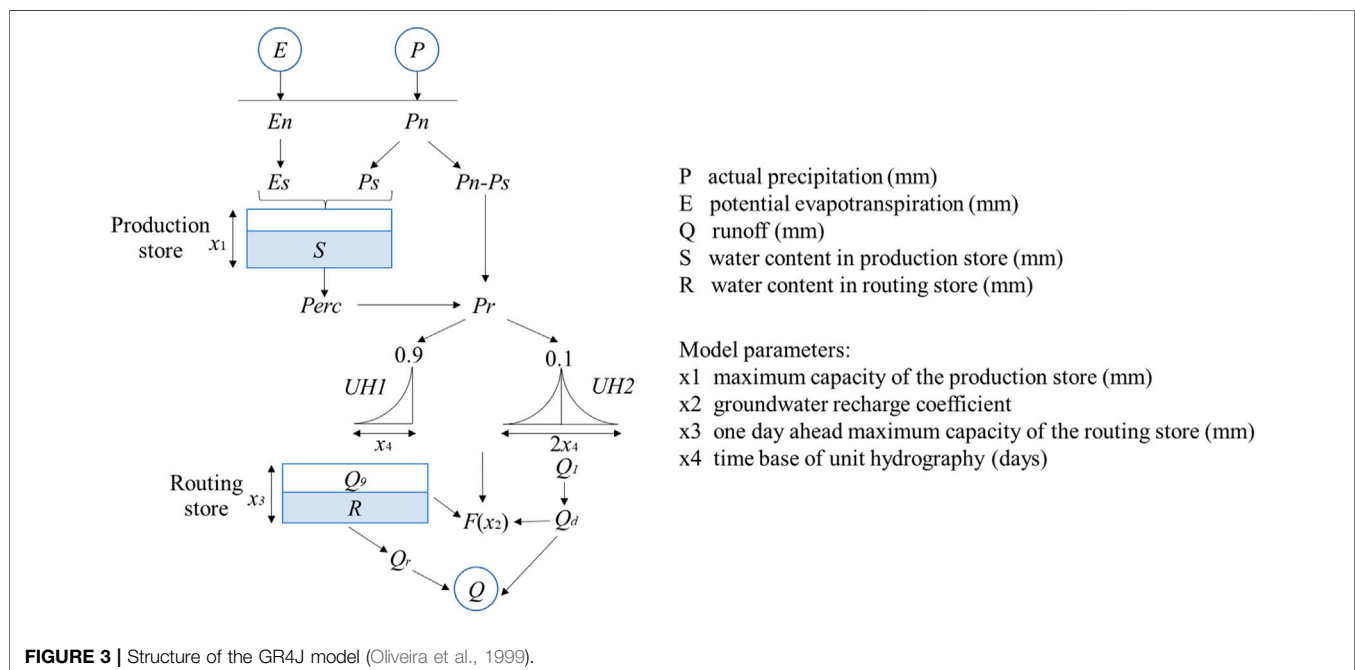 E
P
En
Pn
Es
Ps
Pn-Ps
Production
store
x1
S
Perc
Pr
0.9
0.1
UH1
UH2
x4
2x4
Q1
Routing
store
x3
Q9
R
F(x2)
Qd
Qr
Q
P actual precipitation (mm)
E potential evapotranspiration (mm)
Q runoff (mm)
S water content in production store (mm)
R water content in routing store (mm)
Model parameters:
x1 maximum capacity of the production store (mm)
x2 groundwater recharge coefficient
x3 one day ahead maximum capacity of the routing store (mm)
x4 time base of unit hydrography (days)
FIGURE 3 | Structure of the GR4J model (Oliveira et al., 1999).